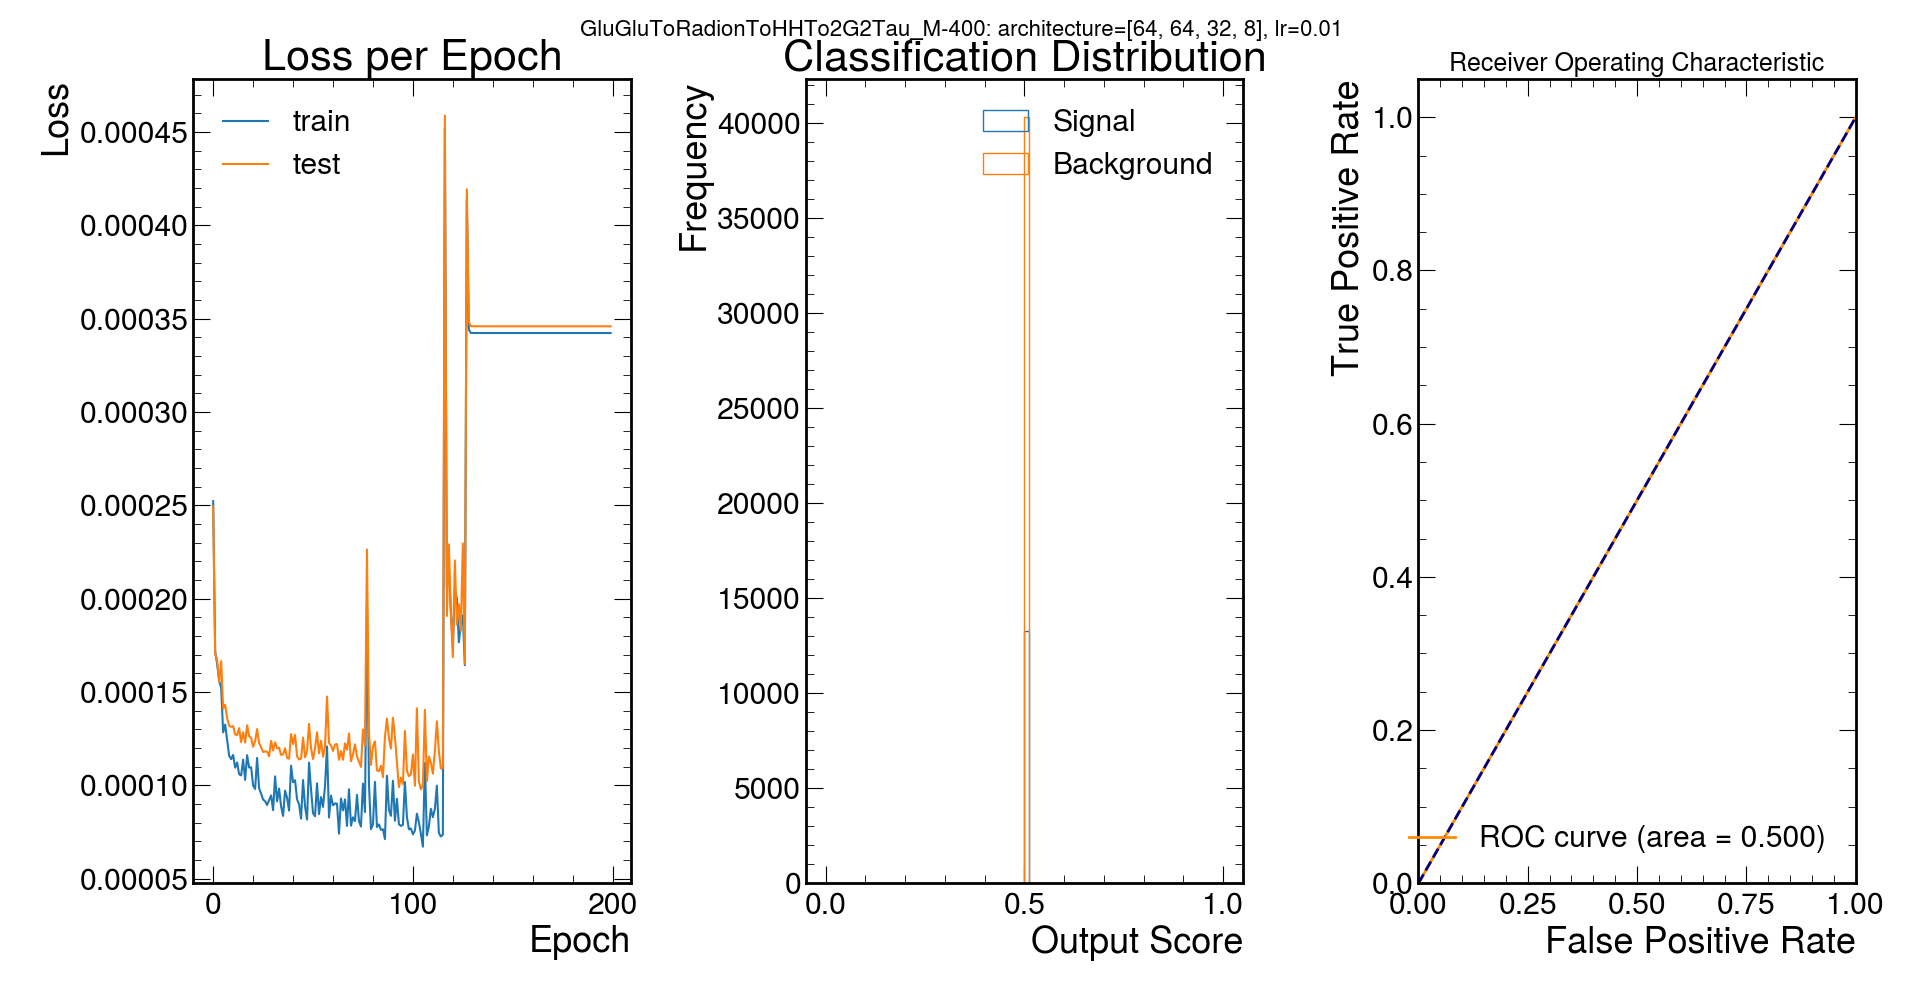 GluGluToRadionToHHTo2G2Tau_M-400: architecture=[64, 64, 32, 8], lr=0.01
Loss per Epoch
Loss
0.00045
0.00040
0.00035
0.00030
0.00025
0.00020
0.00015
0.00010
0.00005
train
test
0
100
200
Epoch
Classification Distribution
Frequency
40000
35000
30000
25000
20000
15000
10000
5000
0
Signal
Background
0.0
0.5
1.0
Output Score
Receiver Operating Characteristic
True Positive Rate
1.0
0.8
0.6
0.4
0.2
0.0
ROC curve (area = 0.500)
0.00
0.25
0.50
0.75
1.00
False Positive Rate